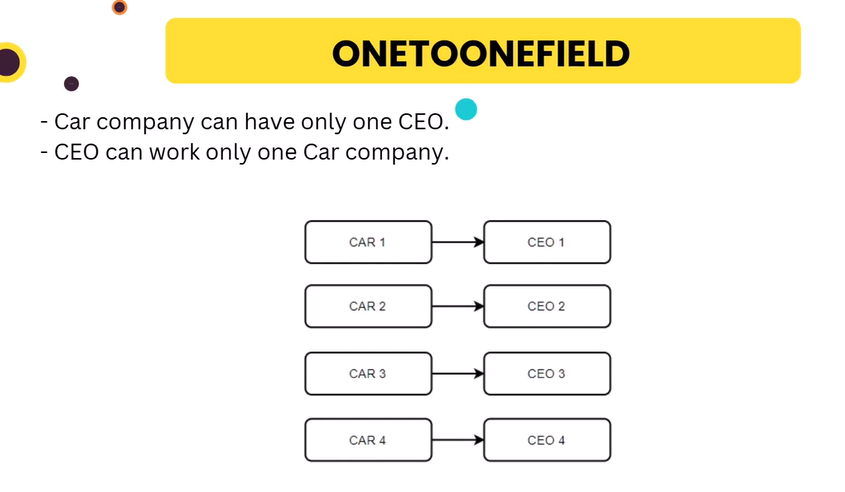 ONETOONEFIELD
- Car company can have only one CEO.
- CEO can work only one Car company.
CAR 1
CEO 1
CAR 2
CEO 2
CAR 3
CEO 3
CAR 4
CEO 4